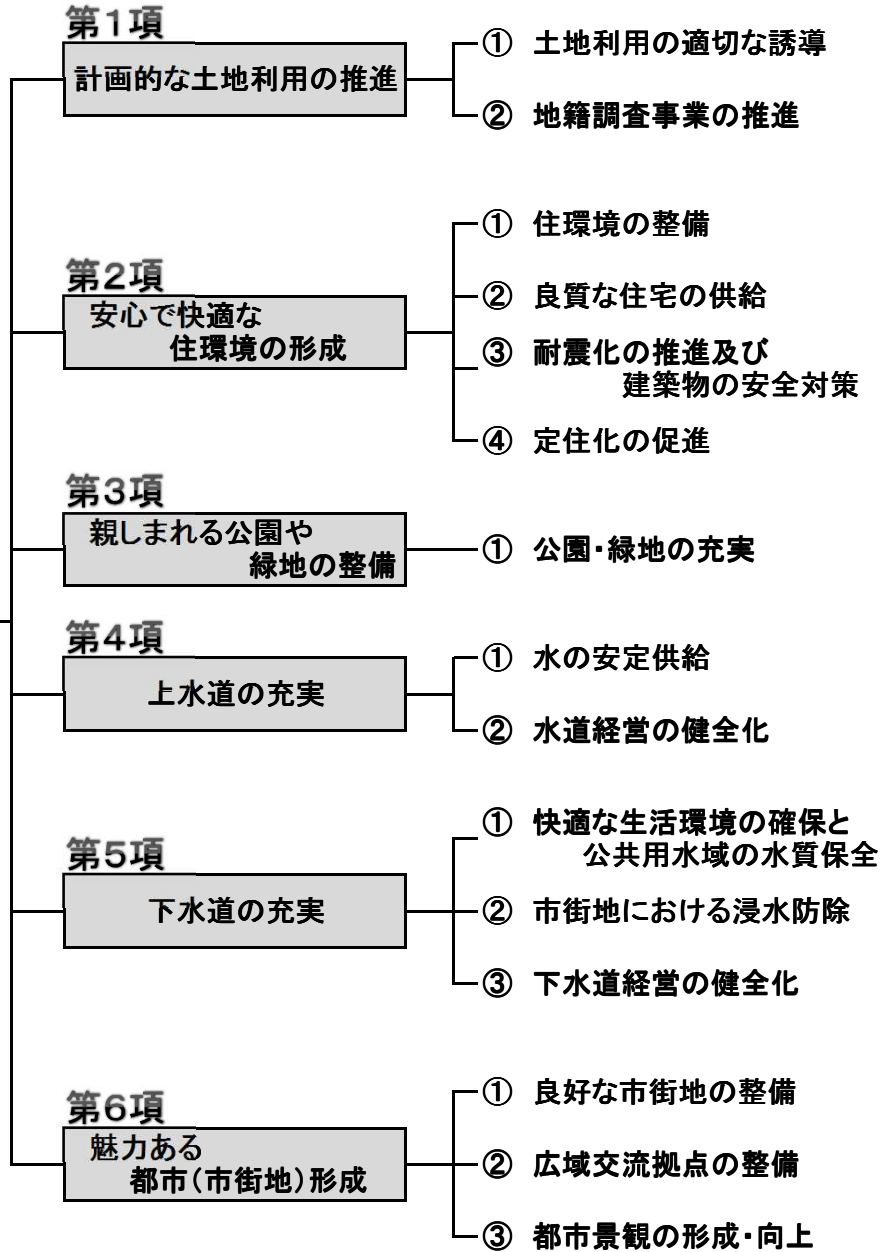 第1項
計画的な土地利用の推進
① 土地利用の適切な誘導
② 地籍調査事業の推進
第2項
安心で快適な
住環境の形成
① 住環境の整備
② 良質な住宅の供給
③ 耐震化の推進及び
建築物の安全対策
④ 定住化の促進
第3項
親しまれる公園や
緑地の整備
① 公園・緑地の充実
第4項
上水道の充実
① 水の安定供給
② 水道経営の健全化
第5項
下水道の充実
① 快適な生活環境の確保と
公共用水域の水質保全
② 市街地における浸水防除
③ 下水道経営の健全化
第6項
魅力ある
都市(市街地)形成
① 良好な市街地の整備
② 広域交流拠点の整備
③ 都市景観の形成・向上